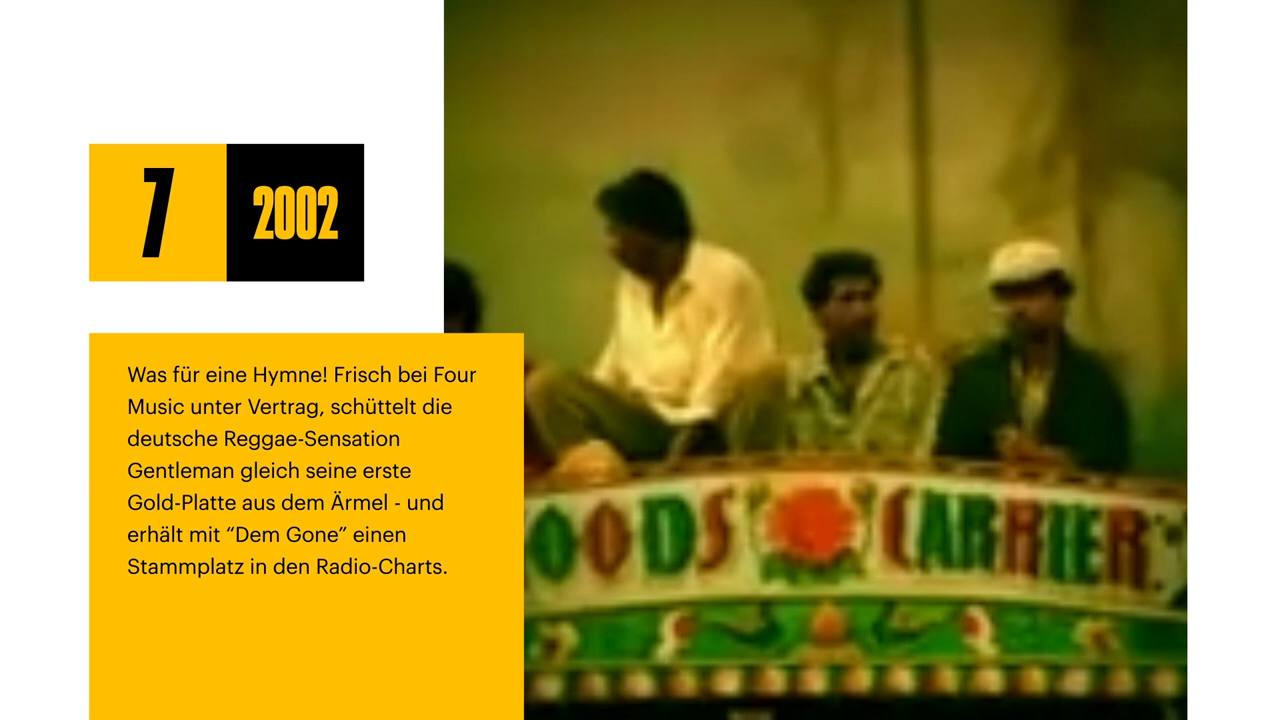 7
2002
Was für eine Hymne! Frisch bei Four
Music unter Vertrag, schüttelt die
deutsche Reggae-Sensation
Gentleman gleich seine erste
Gold-Platte aus dem Ärmel - und
erhält mit “Dem Gone” einen
Stammplatz in den Radio-Charts.
OODS CARRIER